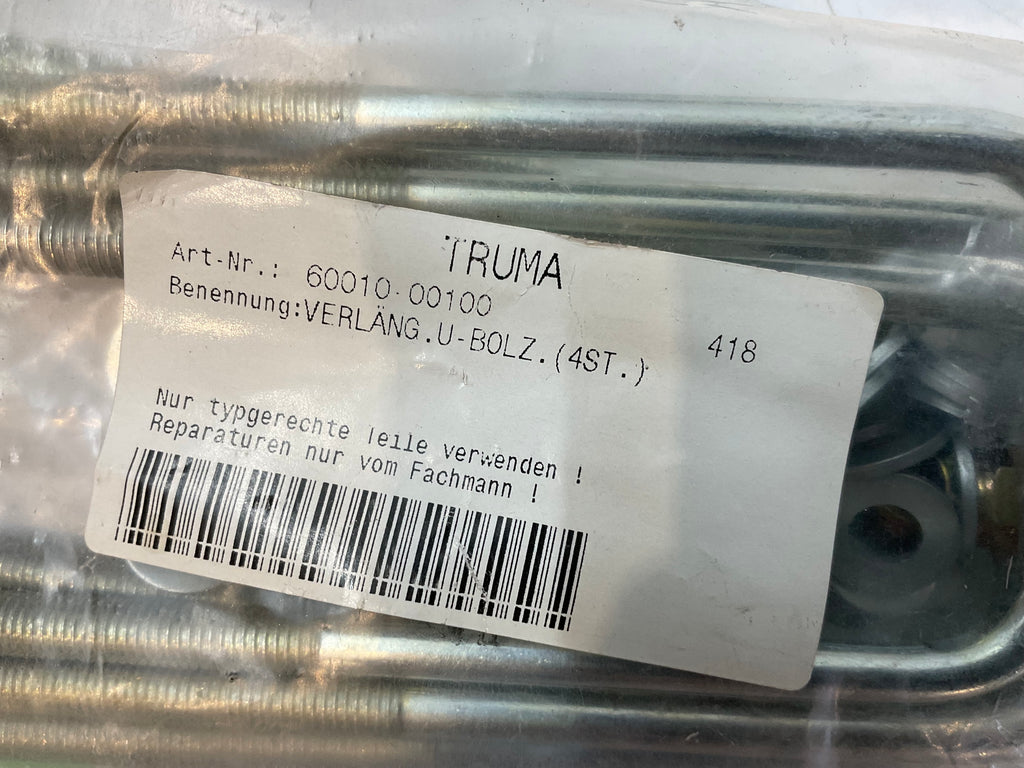 TRUMA
Art-Nr.: 60010-00100
Benennung:VERLÄNG.U-BOLZ.(4ST.) 418
Nur typgerechte Teile verwenden !
Reparaturen nur vom Fachmann !